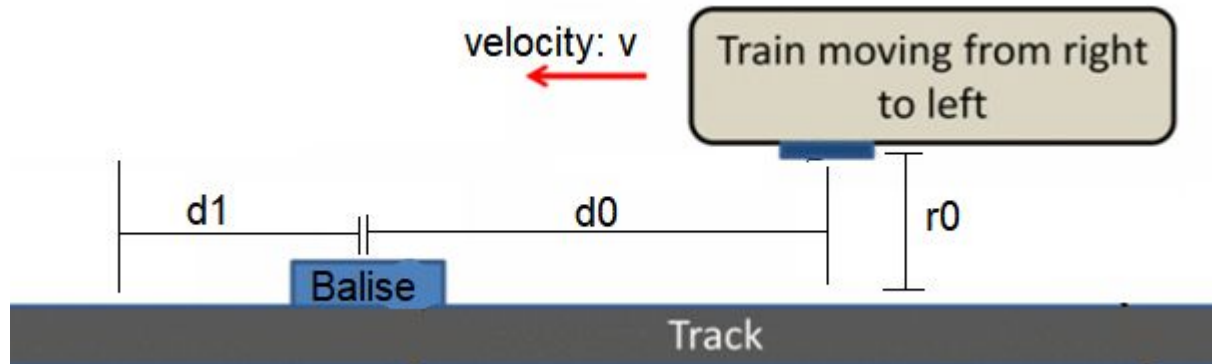 velocity: v
Train moving from right
to left
d1
d0
r0
Balise
Track